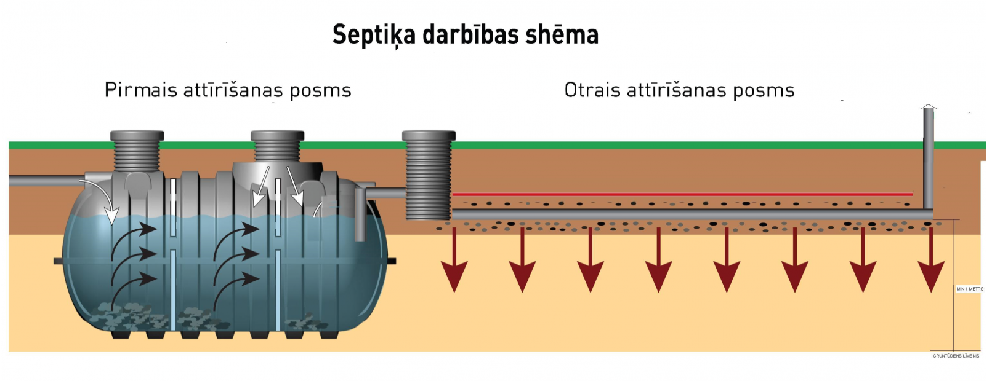 Septiķa darbības shēma
Pirmais attīrīšanas posms
Otrais attīrīšanas posms
MIN 1 METRS
GRUNTŪDENS LĪMENIS